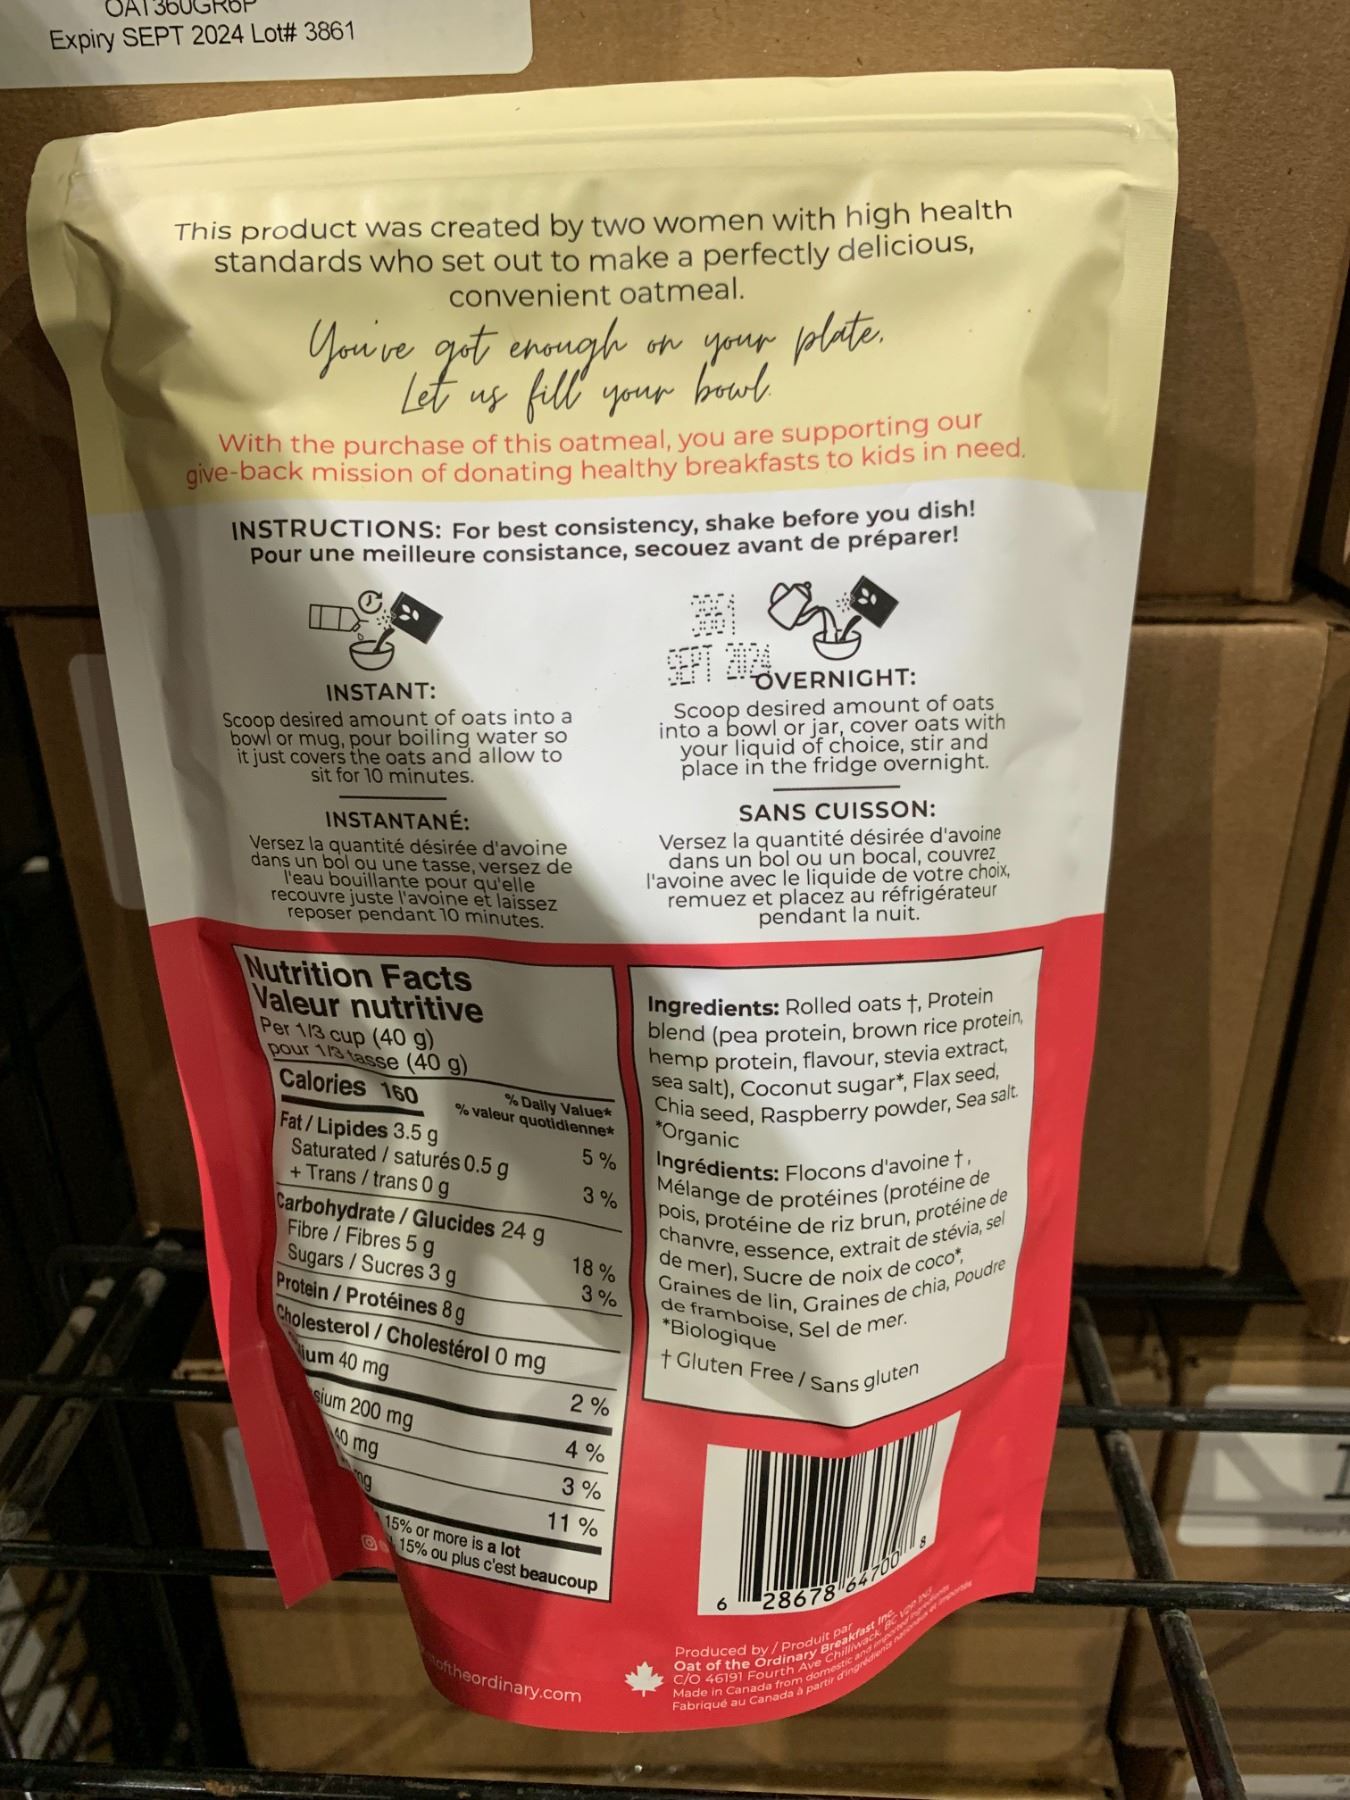 Expiry SEPT 2024 Lot# 3861
This product was created by two women with high health
standards who set out to make a perfectly delicious,
convenient oatmeal.
You've got enough on your plate.
Let us fill your bowl.
With the purchase of this oatmeal, you are supporting our
give-back mission of donating healthy breakfasts to kids in need.
INSTRUCTIONS: For best consistency, shake before you dish!
Pour une meilleure consistance, secouez avant de préparer!
3861
SEPT 2024
INSTANT:
Scoop desired amount of oats into a
bowl or mug, pour boiling water so
it just covers the oats and allow to
sit for 10 minutes.
INSTANTANÉ:
Versez la quantité désirée d'avoine
dans un bol ou une tasse, versez de
l'eau bouillante pour qu'elle
recouvre juste l'avoine et laissez
reposer pendant 10 minutes.
OVERNIGHT:
Scoop desired amount of oats
into a bowl or jar, cover oats with
your liquid of choice, stir and
place in the fridge overnight.
SANS CUISSON:
Versez la quantité désirée d'avoine
dans un bol ou un bocal, couvrez
l'avoine avec le liquide de votre choix,
remuez et placez au réfrigérateur
pendant la nuit.
Nutrition Facts
Valeur nutritive
Per 1/3 cup (40 g)
pour 1/3 tasse (40 g)
Calories 160
% Daily Value*
% valeur quotidienne*
Fat / Lipides 3.5 g 5 %
Saturated / saturés 0.5 g
+ Trans / trans 0 g 3 %
Carbohydrate / Glucides 24 g
Fibre / Fibres 5 g 18 %
Sugars / Sucres 3 g 3 %
Protein / Protéines 8 g
Cholesterol / Cholestérol 0 mg
40 mg 2 %
200 mg 4 %
mg 3 %
mg 11 %
15% or more is a lot
15% ou plus c'est beaucoup
Ingredients: Rolled oats †, Protein
blend (pea protein, brown rice protein,
hemp protein, flavour, stevia extract,
sea salt), Coconut sugar*, Flax seed,
Chia seed, Raspberry powder, Sea salt.
*Organic
Ingrédients: Flocons d'avoine †,
Mélange de protéines (protéine de
pois, protéine de riz brun, protéine de
chanvre, essence, extrait de stévia, sel
de mer), Sucre de noix de coco*,
Graines de lin, Graines de chia, Poudre
de framboise, Sel de mer.
*Biologique
† Gluten Free / Sans gluten
6 28678 64700 8
oftheordinary.com
Produced by / Produit par
Oat of the Ordinary Breakfast Inc.
C/O 46191 Fourth Ave Chilliwack, BC
Made in Canada from domestic and imported ingredients
Fabriqué au Canada à partir d'ingrédients nationaux et importés